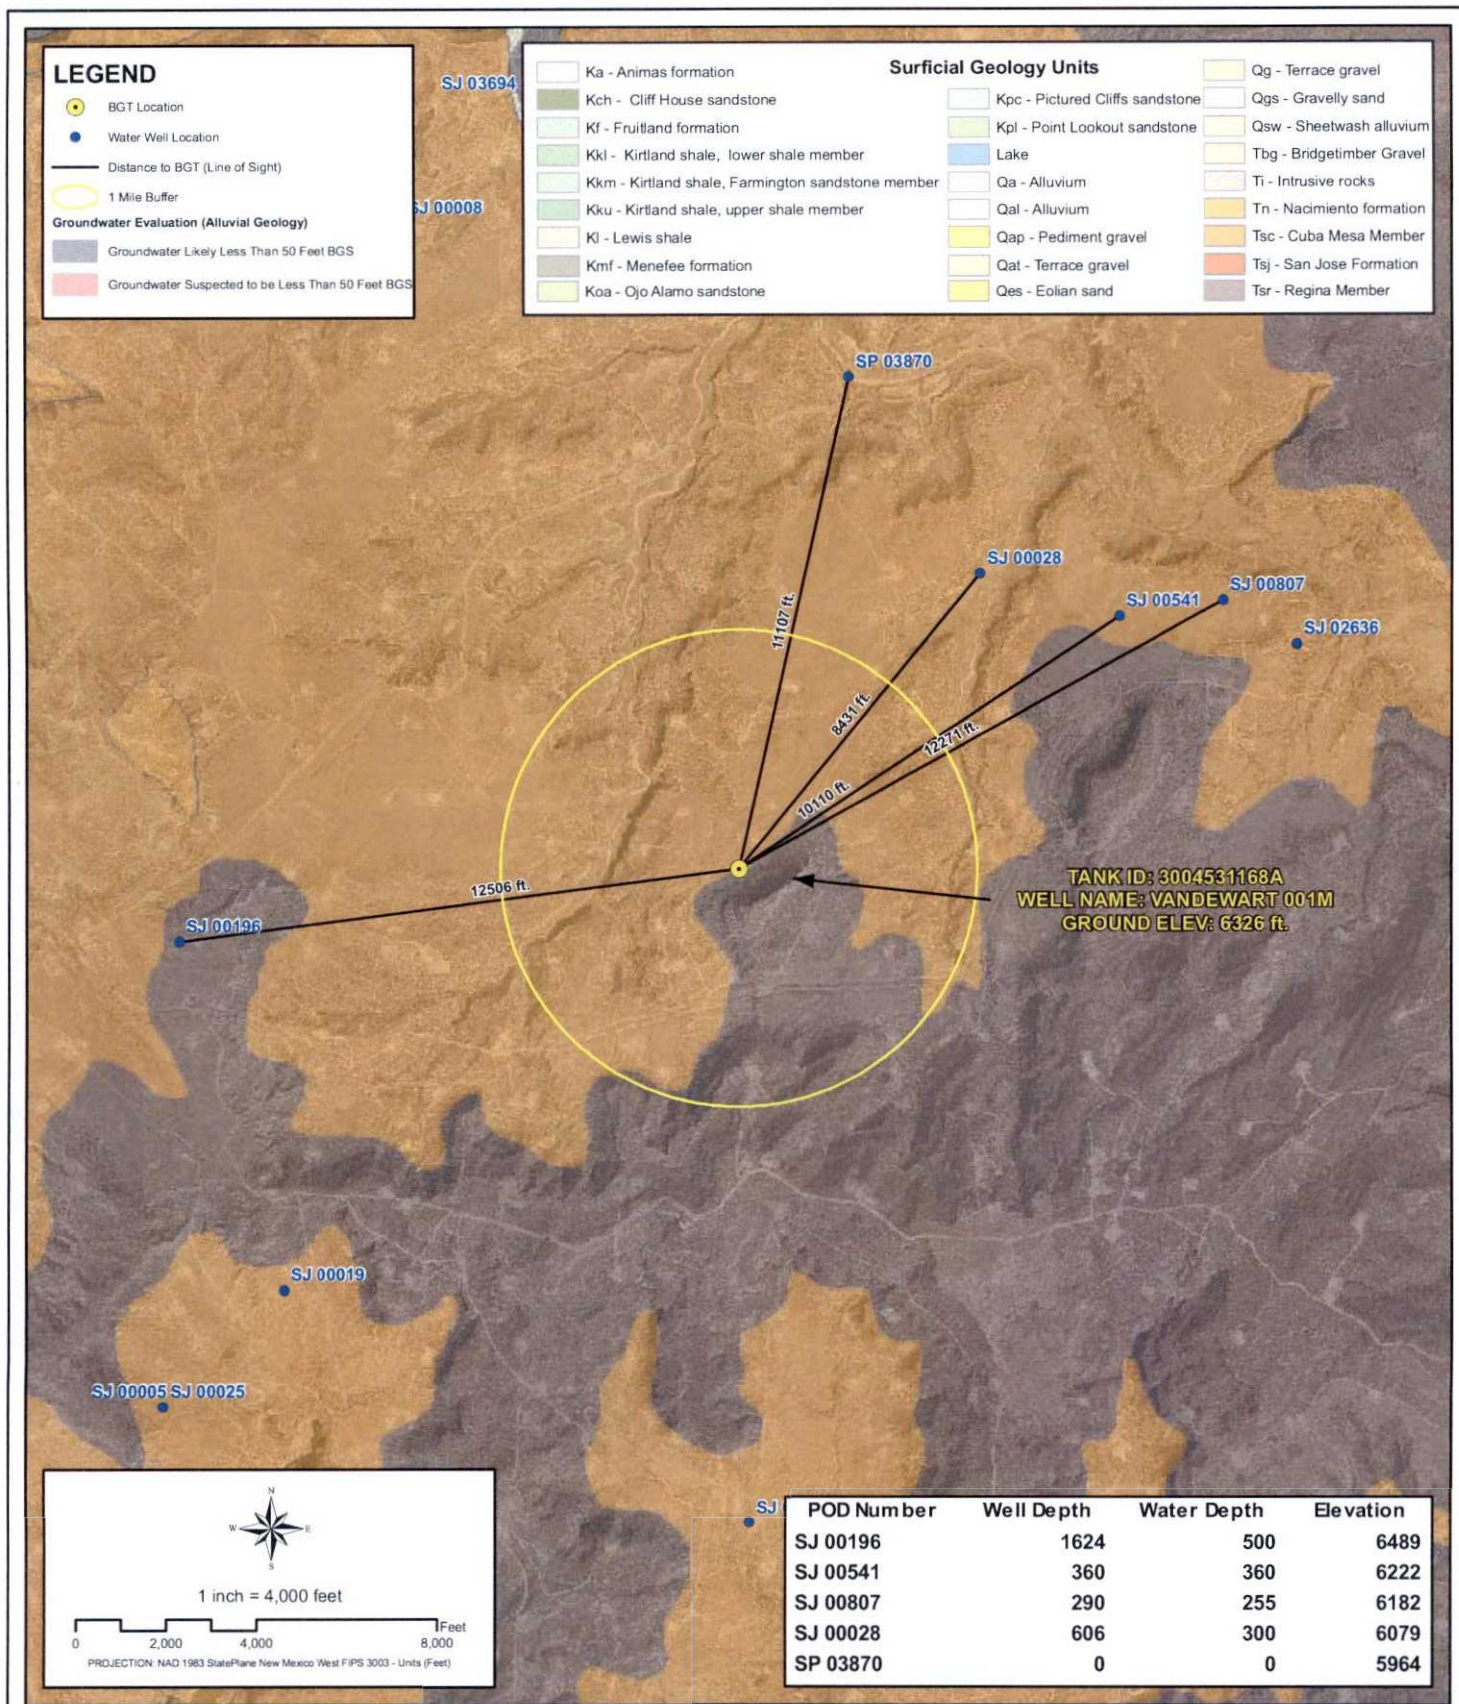 LEGEND
BGT Location
Water Well Location
Distance to BGT (Line of Sight)
1 Mile Buffer
Groundwater Evaluation (Alluvial Geology)
Groundwater Likely Less Than 50 Feet BGS
Groundwater Suspected to be Less Than 50 Feet BGS
SJ 03694
SJ 00008
Surficial Geology Units
Ka - Animas formation
Kch - Cliff House sandstone
Kf - Fruitland formation
Kkl - Kirtland shale, lower shale member
Kkm - Kirtland shale, Farmington sandstone member
Kku - Kirtland shale, upper shale member
Kl - Lewis shale
Kmf - Menefee formation
Koa - Ojo Alamo sandstone
Kpc - Pictured Cliffs sandstone
Kpl - Point Lookout sandstone
Lake
Qa - Alluvium
Qal - Alluvium
Qap - Pediment gravel
Qat - Terrace gravel
Qes - Eolian sand
Qg - Terrace gravel
Qgs - Gravelly sand
Qsw - Sheetwash alluvium
Tbg - Bridgetimber Gravel
Ti - Intrusive rocks
Tn - Nacimiento formation
Tsc - Cuba Mesa Member
Tsj - San Jose Formation
Tsr - Regina Member
SP 03870
SJ 00028
SJ 00807
SJ 00541
SJ 02636
11107 ft.
8431 ft.
12271 ft.
10110 ft.
12506 ft.
TANK ID: 3004531168A
WELL NAME: VANDEWART 001M
GROUND ELEV: 6326 ft.
SJ 00196
SJ 00019
SJ 00005 SJ 00025
SJ
N
W E
S
1 inch = 4,000 feet
Feet
0 2,000 4,000 8,000
PROJECTION: NAD 1983 StatePlane New Mexico West FIPS 3003 - Units (Feet)
POD Number Well Depth Water Depth Elevation
SJ 00196 1624 500 6489
SJ 00541 360 360 6222
SJ 00807 290 255 6182
SJ 00028 606 300 6079
SP 03870 0 0 5964